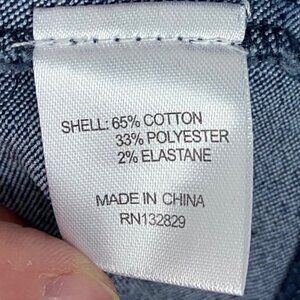 SHELL: 65% COTTON
33% POLYESTER
2% ELASTANE
MADE IN CHINA
RN132829